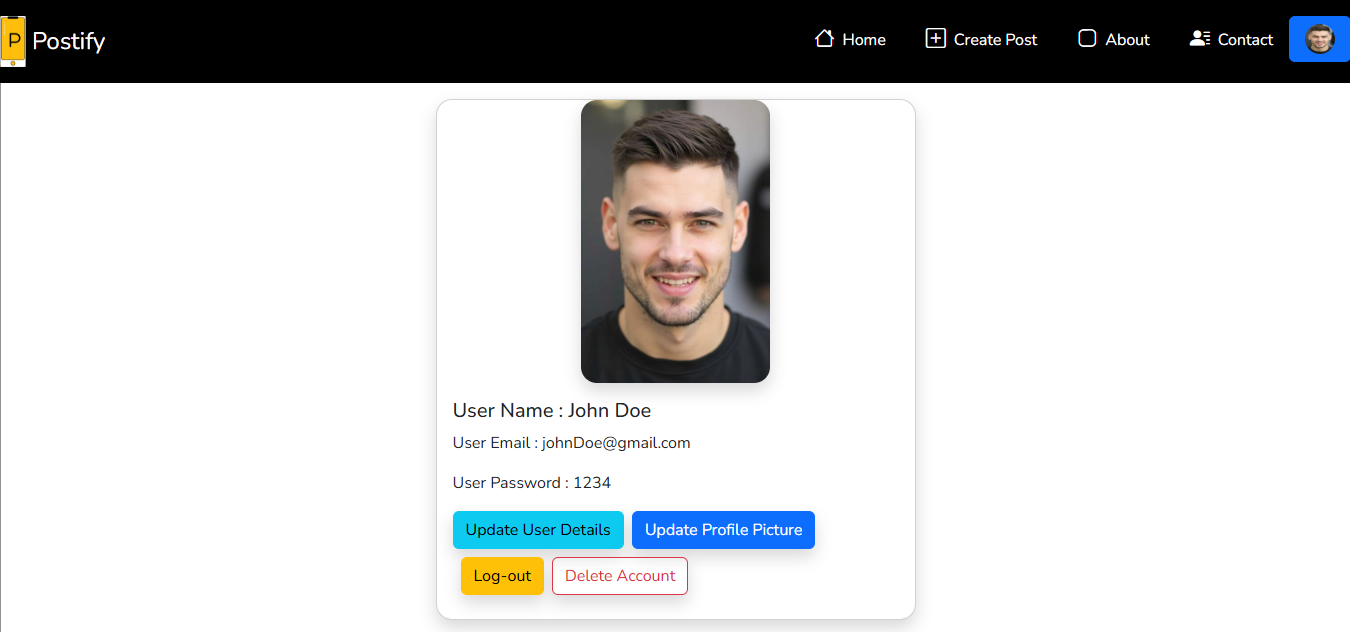 P Postify
Home Create Post About Contact
User Name : John Doe
User Email : johnDoe@gmail.com
User Password : 1234
Update User Details Update Profile Picture
Log-out Delete Account